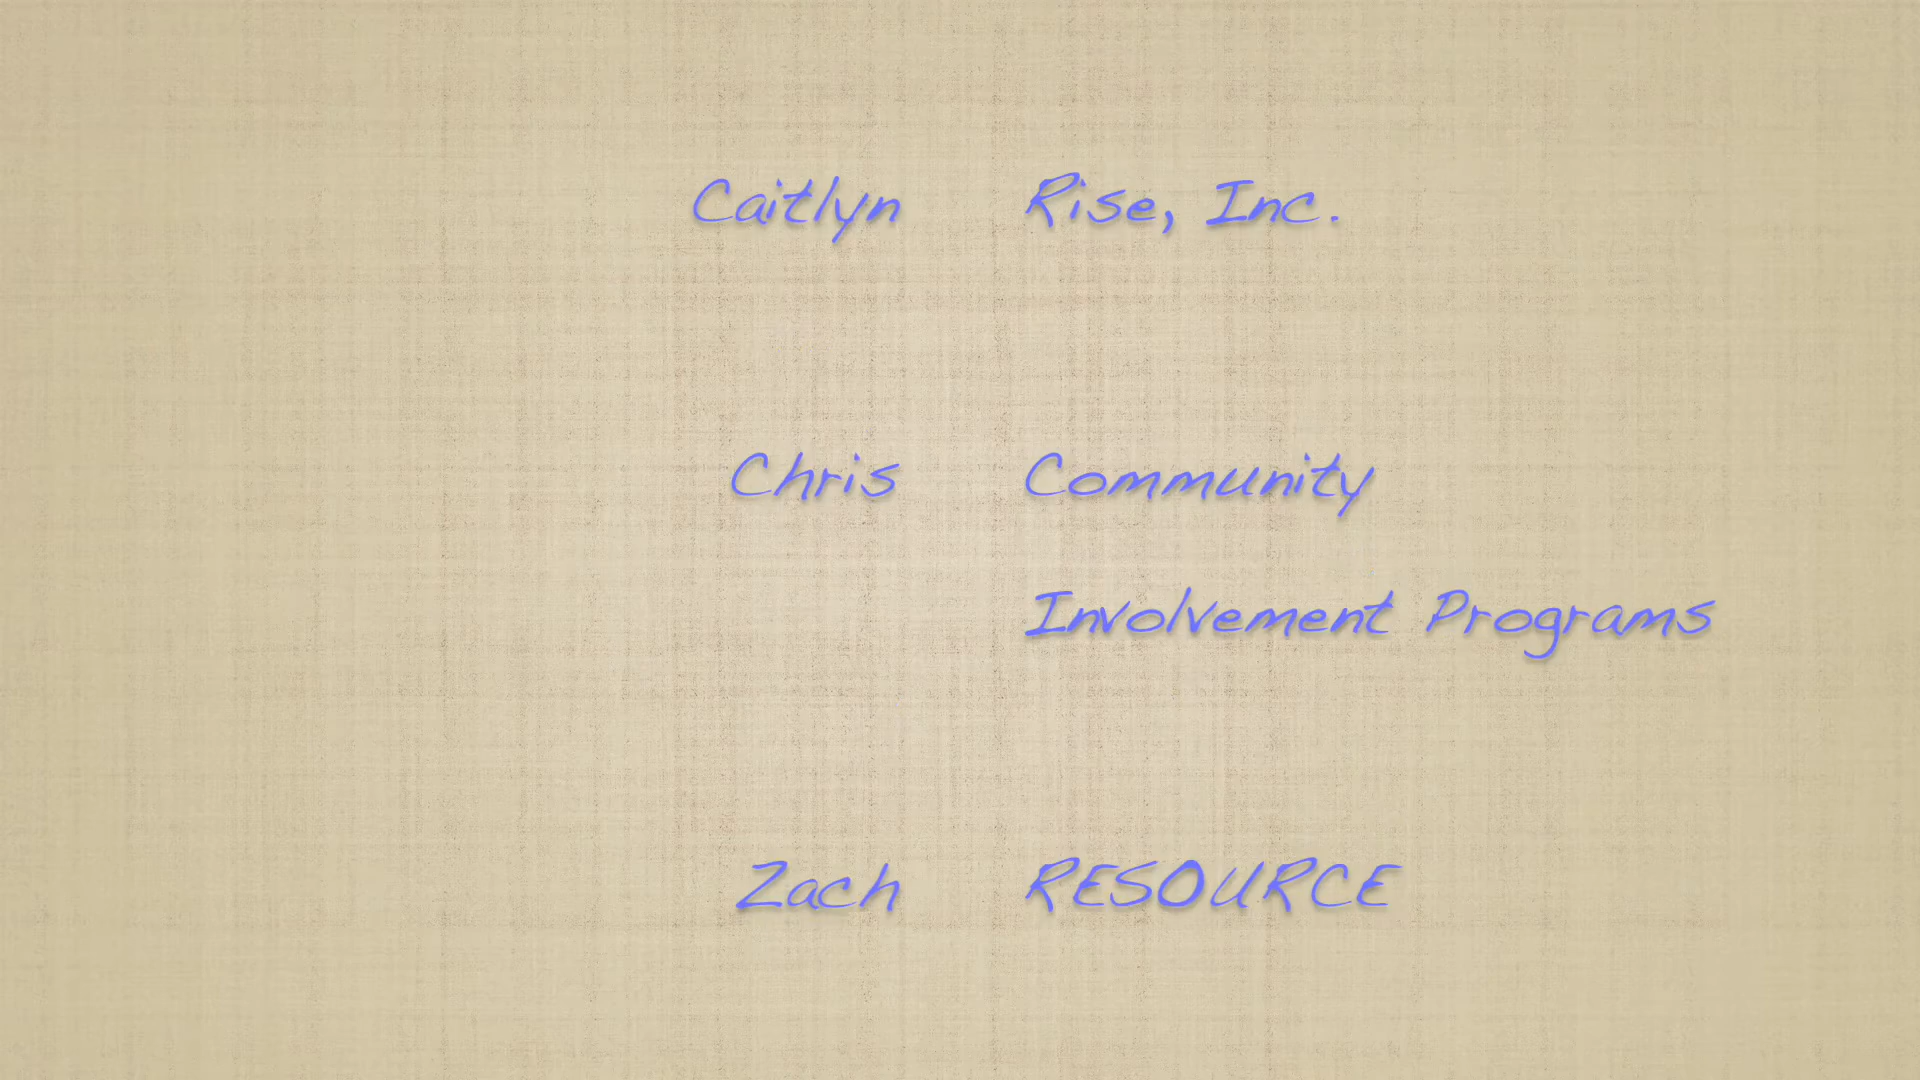 Caitlyn Rise, Inc.
Chris Community
Involvement Programs
Zach RESOURCE